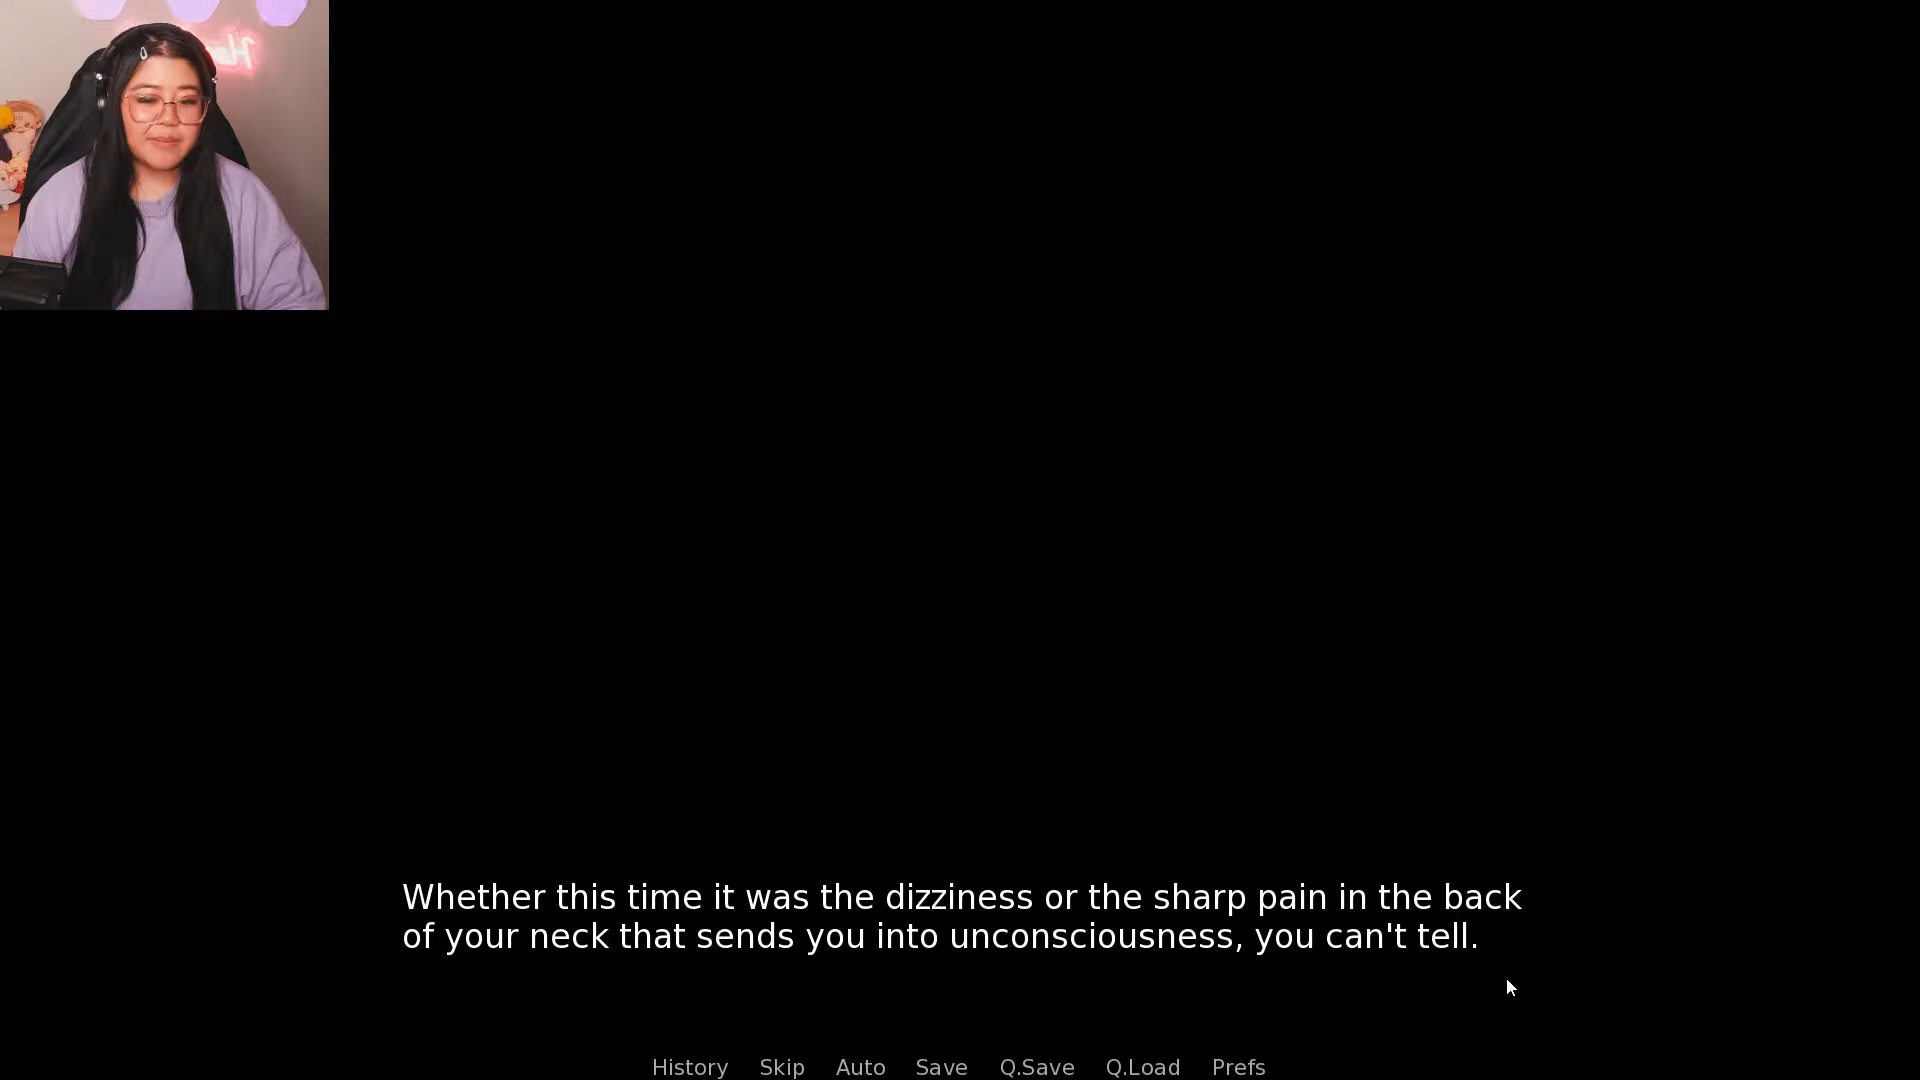 Whether this time it was the dizziness or the sharp pain in the back
of your neck that sends you into unconsciousness, you can't tell.
History Skip Auto Save Q.Save Q.Load Prefs